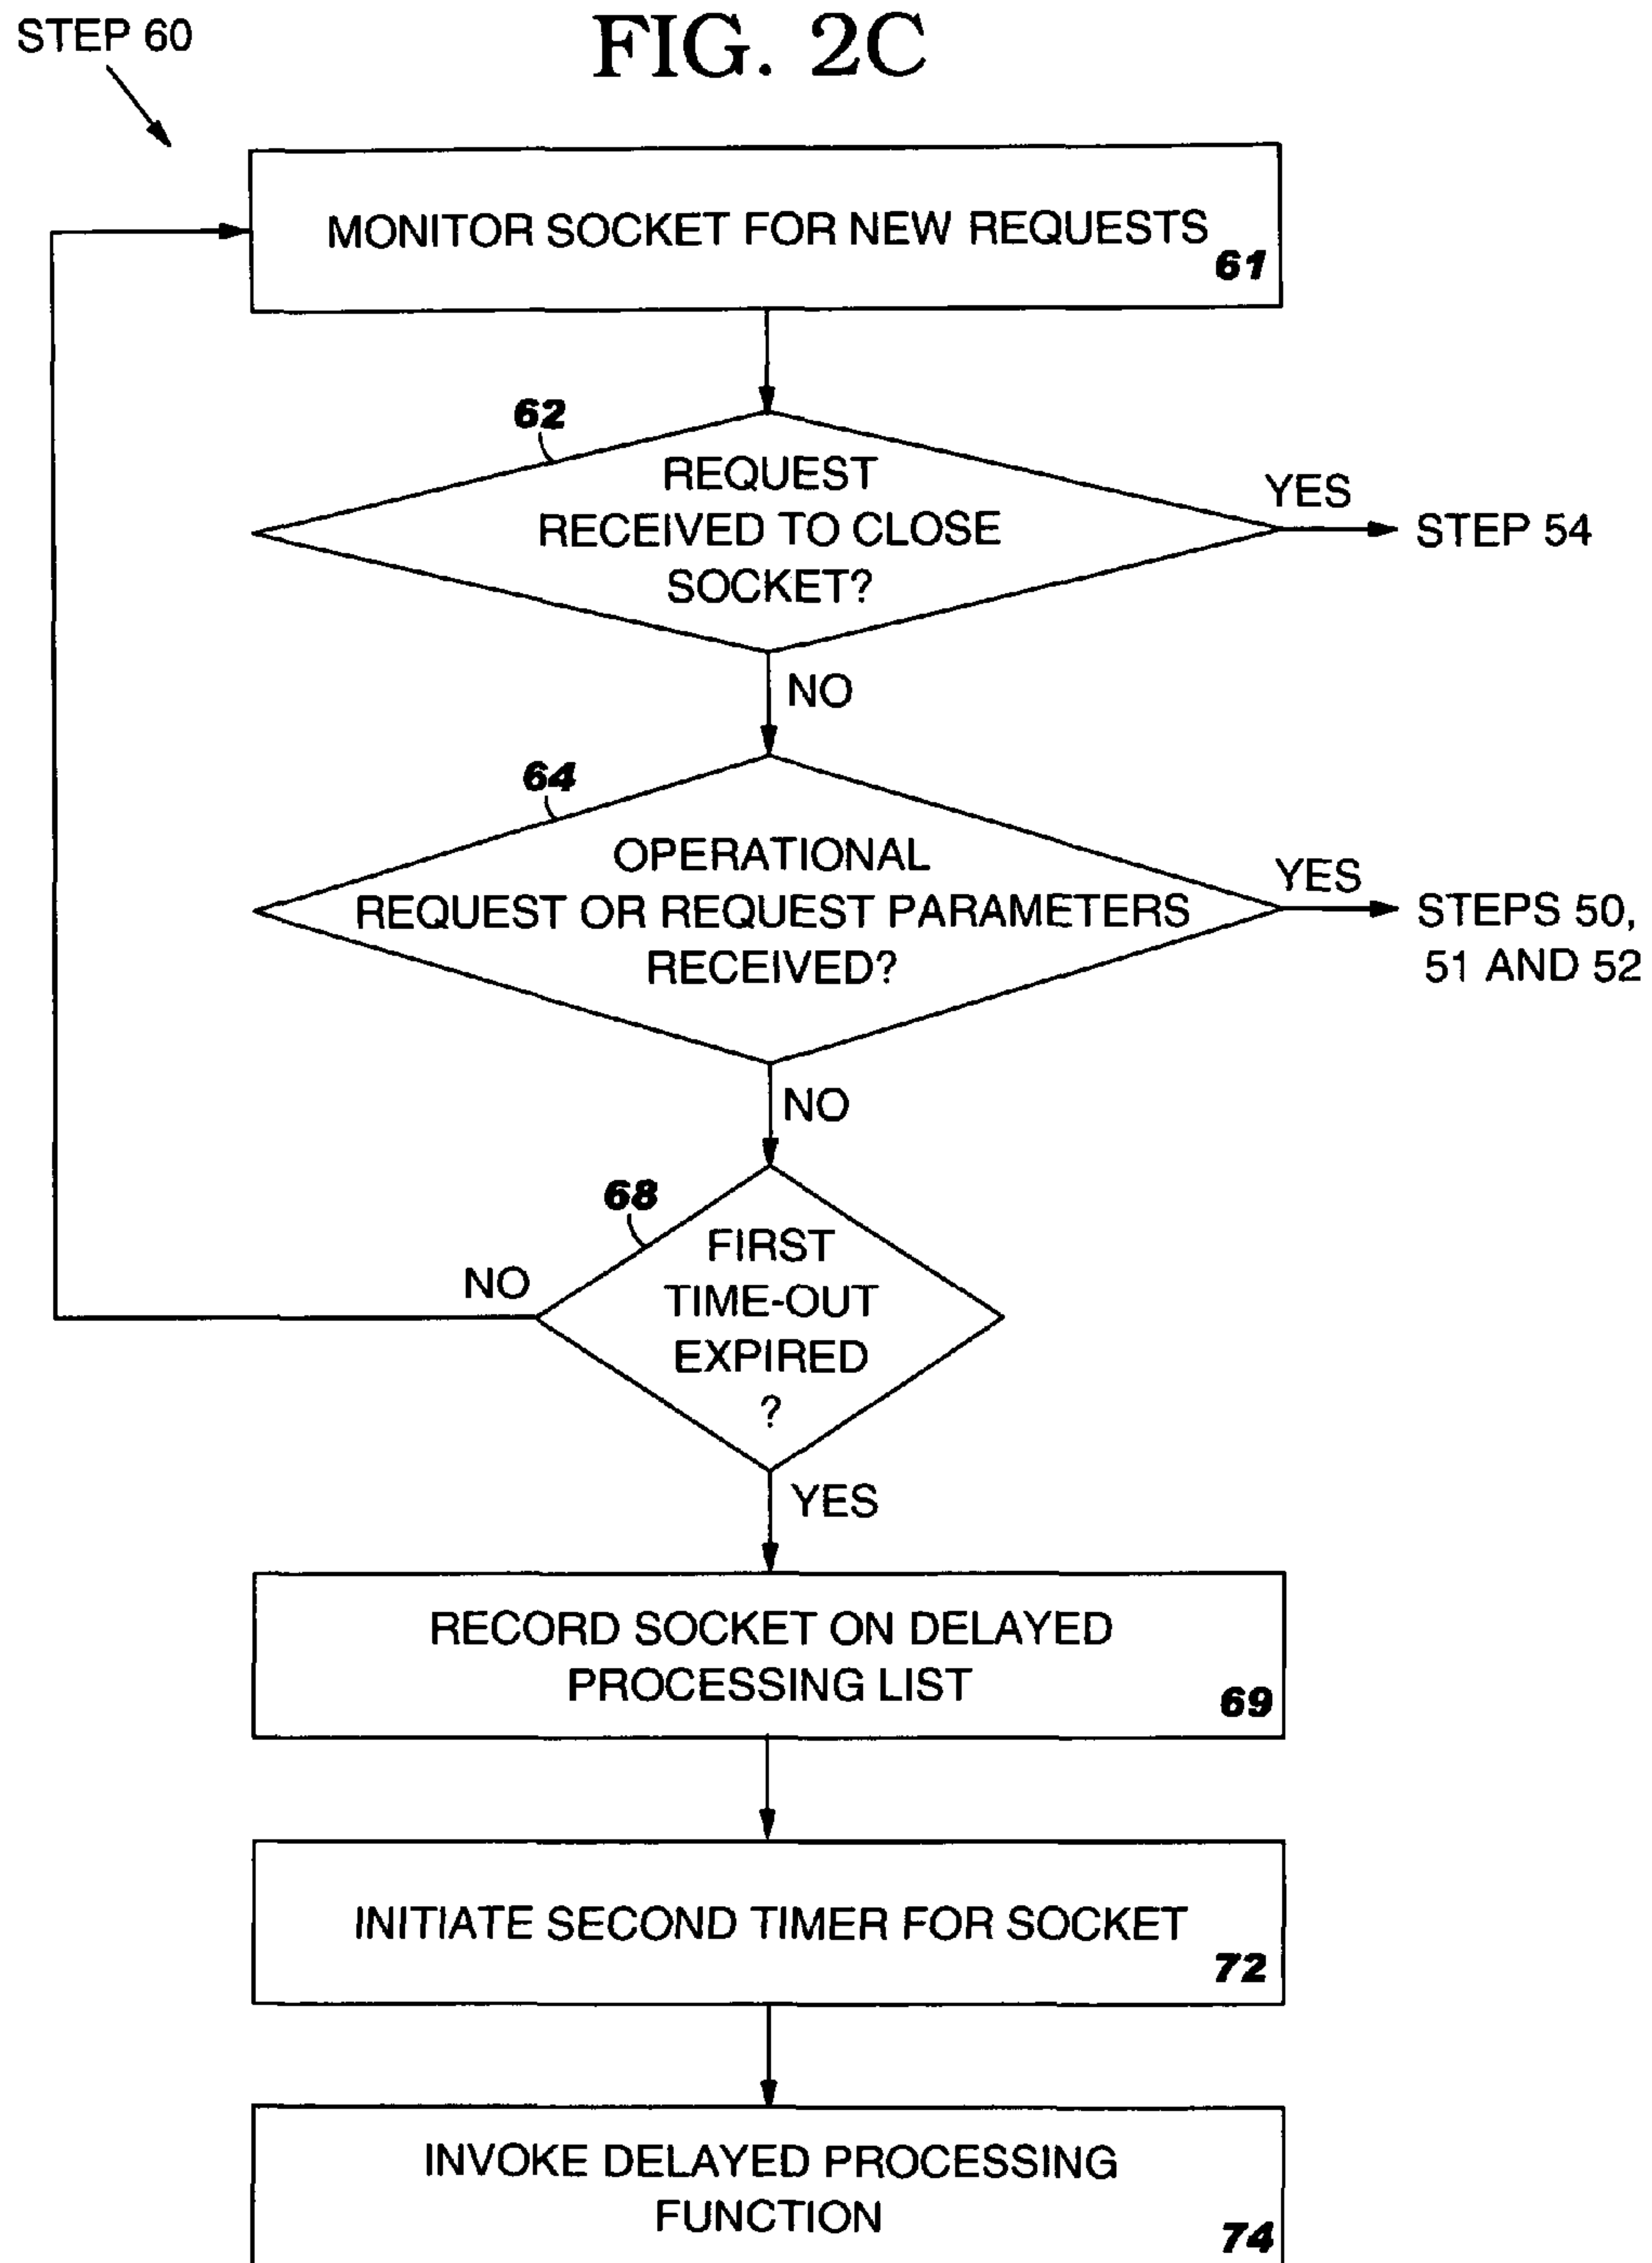 STEP 60
FIG. 2C
MONITOR SOCKET FOR NEW REQUESTS
61
62
REQUEST
RECEIVED TO CLOSE
SOCKET?
YES
STEP 54
NO
64
OPERATIONAL
REQUEST OR REQUEST PARAMETERS
RECEIVED?
YES
STEPS 50,
51 AND 52
NO
68
FIRST
TIME-OUT
EXPIRED
?
NO
YES
RECORD SOCKET ON DELAYED
PROCESSING LIST
69
INITIATE SECOND TIMER FOR SOCKET
72
INVOKE DELAYED PROCESSING
FUNCTION
74